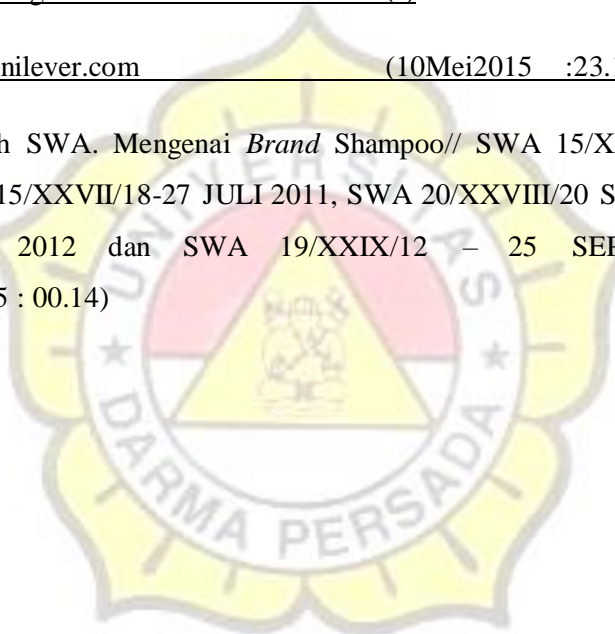 nilever.com (10Mei2015 :23.
h SWA. Mengenai Brand Shampoo// SWA 15/X
15/XXVII/18-27 JULI 2011, SWA 20/XXVIII/20 S
2012 dan SWA 19/XXIX/12 – 25 SE
5 : 00.14)
UNIVERSITAS
DARMA PERSADA